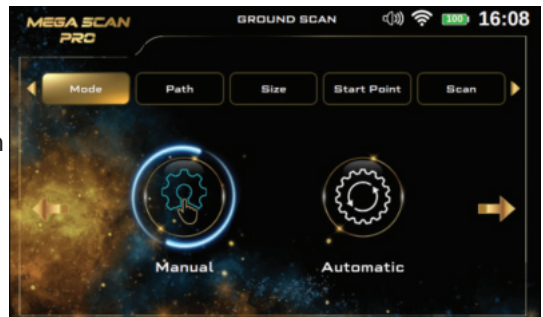 MEGA SCAN
PRO
GROUND SCAN
100
16:08
Mode
Path
Size
Start Point
Scan
Manual
Automatic